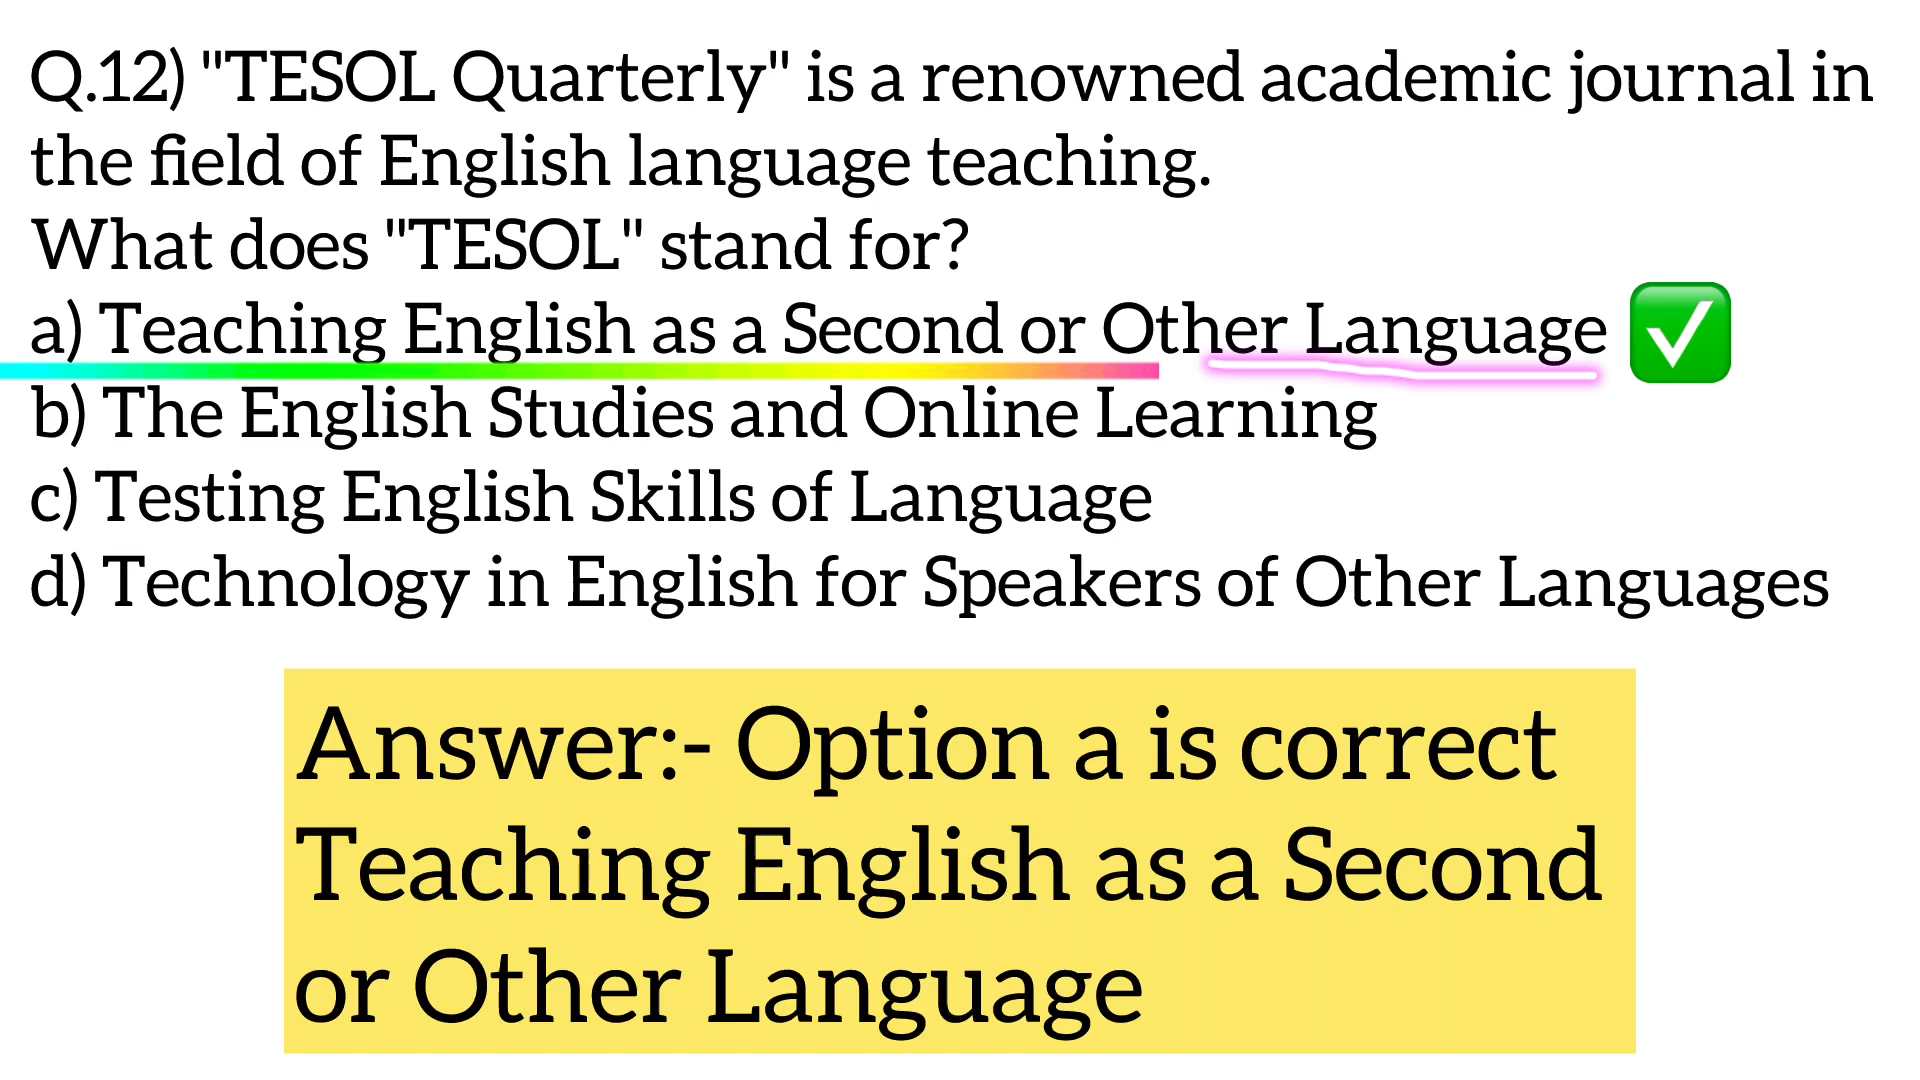 Q.12) "TESOL Quarterly" is a renowned academic journal in
the field of English language teaching.
What does "TESOL" stand for?
a) Teaching English as a Second or Other Language
b) The English Studies and Online Learning
c) Testing English Skills of Language
d) Technology in English for Speakers of Other Languages
Answer:- Option a is correct
Teaching English as a Second
or Other Language